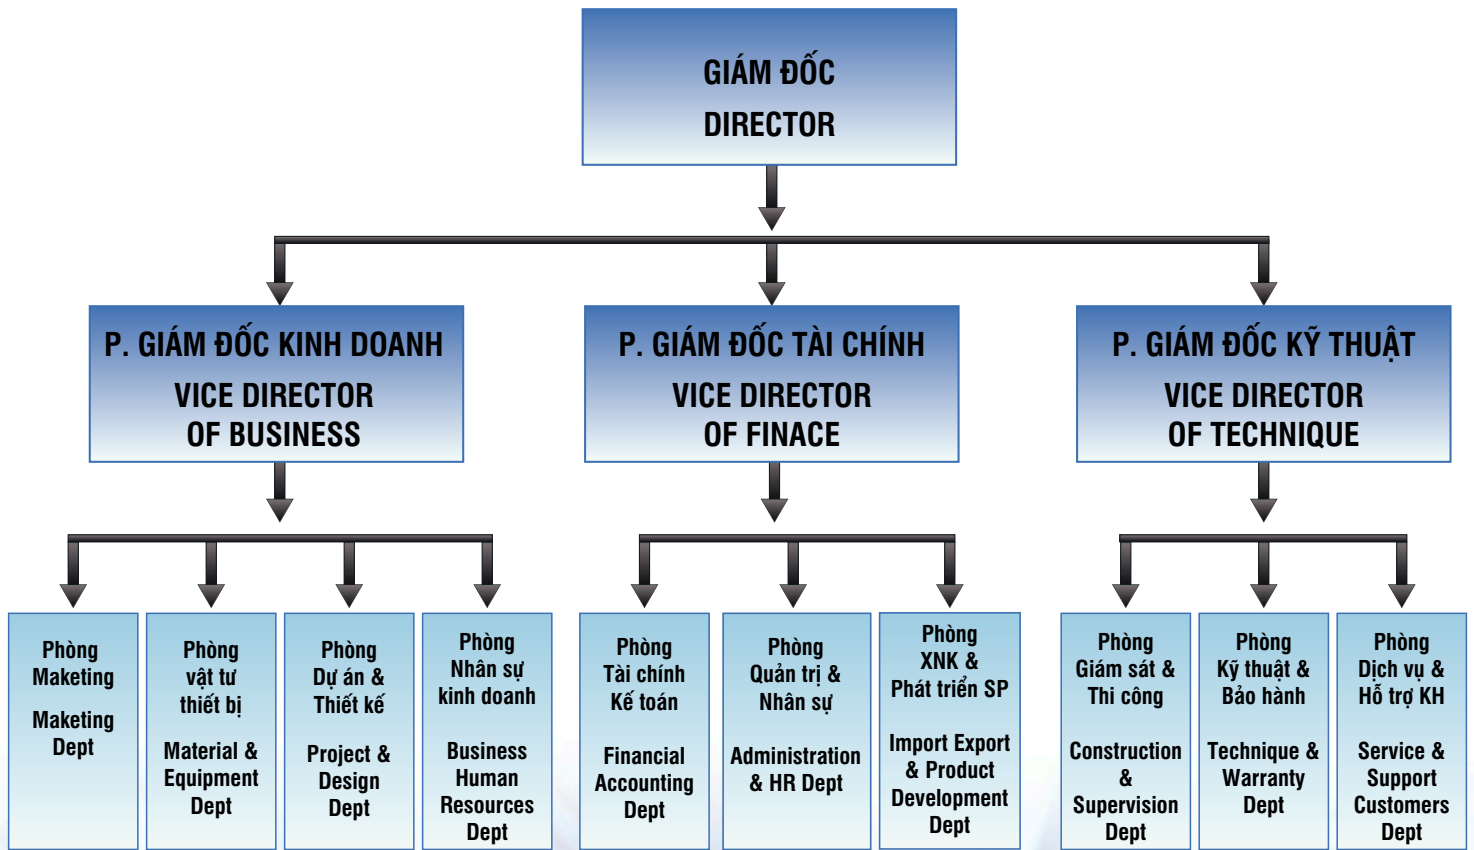 GIÁM ĐỐC
DIRECTOR
P. GIÁM ĐỐC KINH DOANH
VICE DIRECTOR
OF BUSINESS
P. GIÁM ĐỐC TÀI CHÍNH
VICE DIRECTOR
OF FINACE
P. GIÁM ĐỐC KỸ THUẬT
VICE DIRECTOR
OF TECHNIQUE
Phòng
Maketing
Maketing
Dept
Phòng
vật tư
thiết bị
Material &
Equipment
Dept
Phòng
Dự án &
Thiết kế
Project &
Design
Dept
Phòng
Nhân sự
kinh doanh
Business
Human
Resources
Dept
Phòng
Tài chính
Kế toán
Financial
Accounting
Dept
Phòng
Quản trị &
Nhân sự
Administration
& HR Dept
Phòng
XNK &
Phát triển SP
Import Export
& Product
Development
Dept
Phòng
Giám sát &
Thi công
Construction
&
Supervision
Dept
Phòng
Kỹ thuật &
Bảo hành
Technique &
Warranty
Dept
Phòng
Dịch vụ &
Hỗ trợ KH
Service &
Support
Customers
Dept